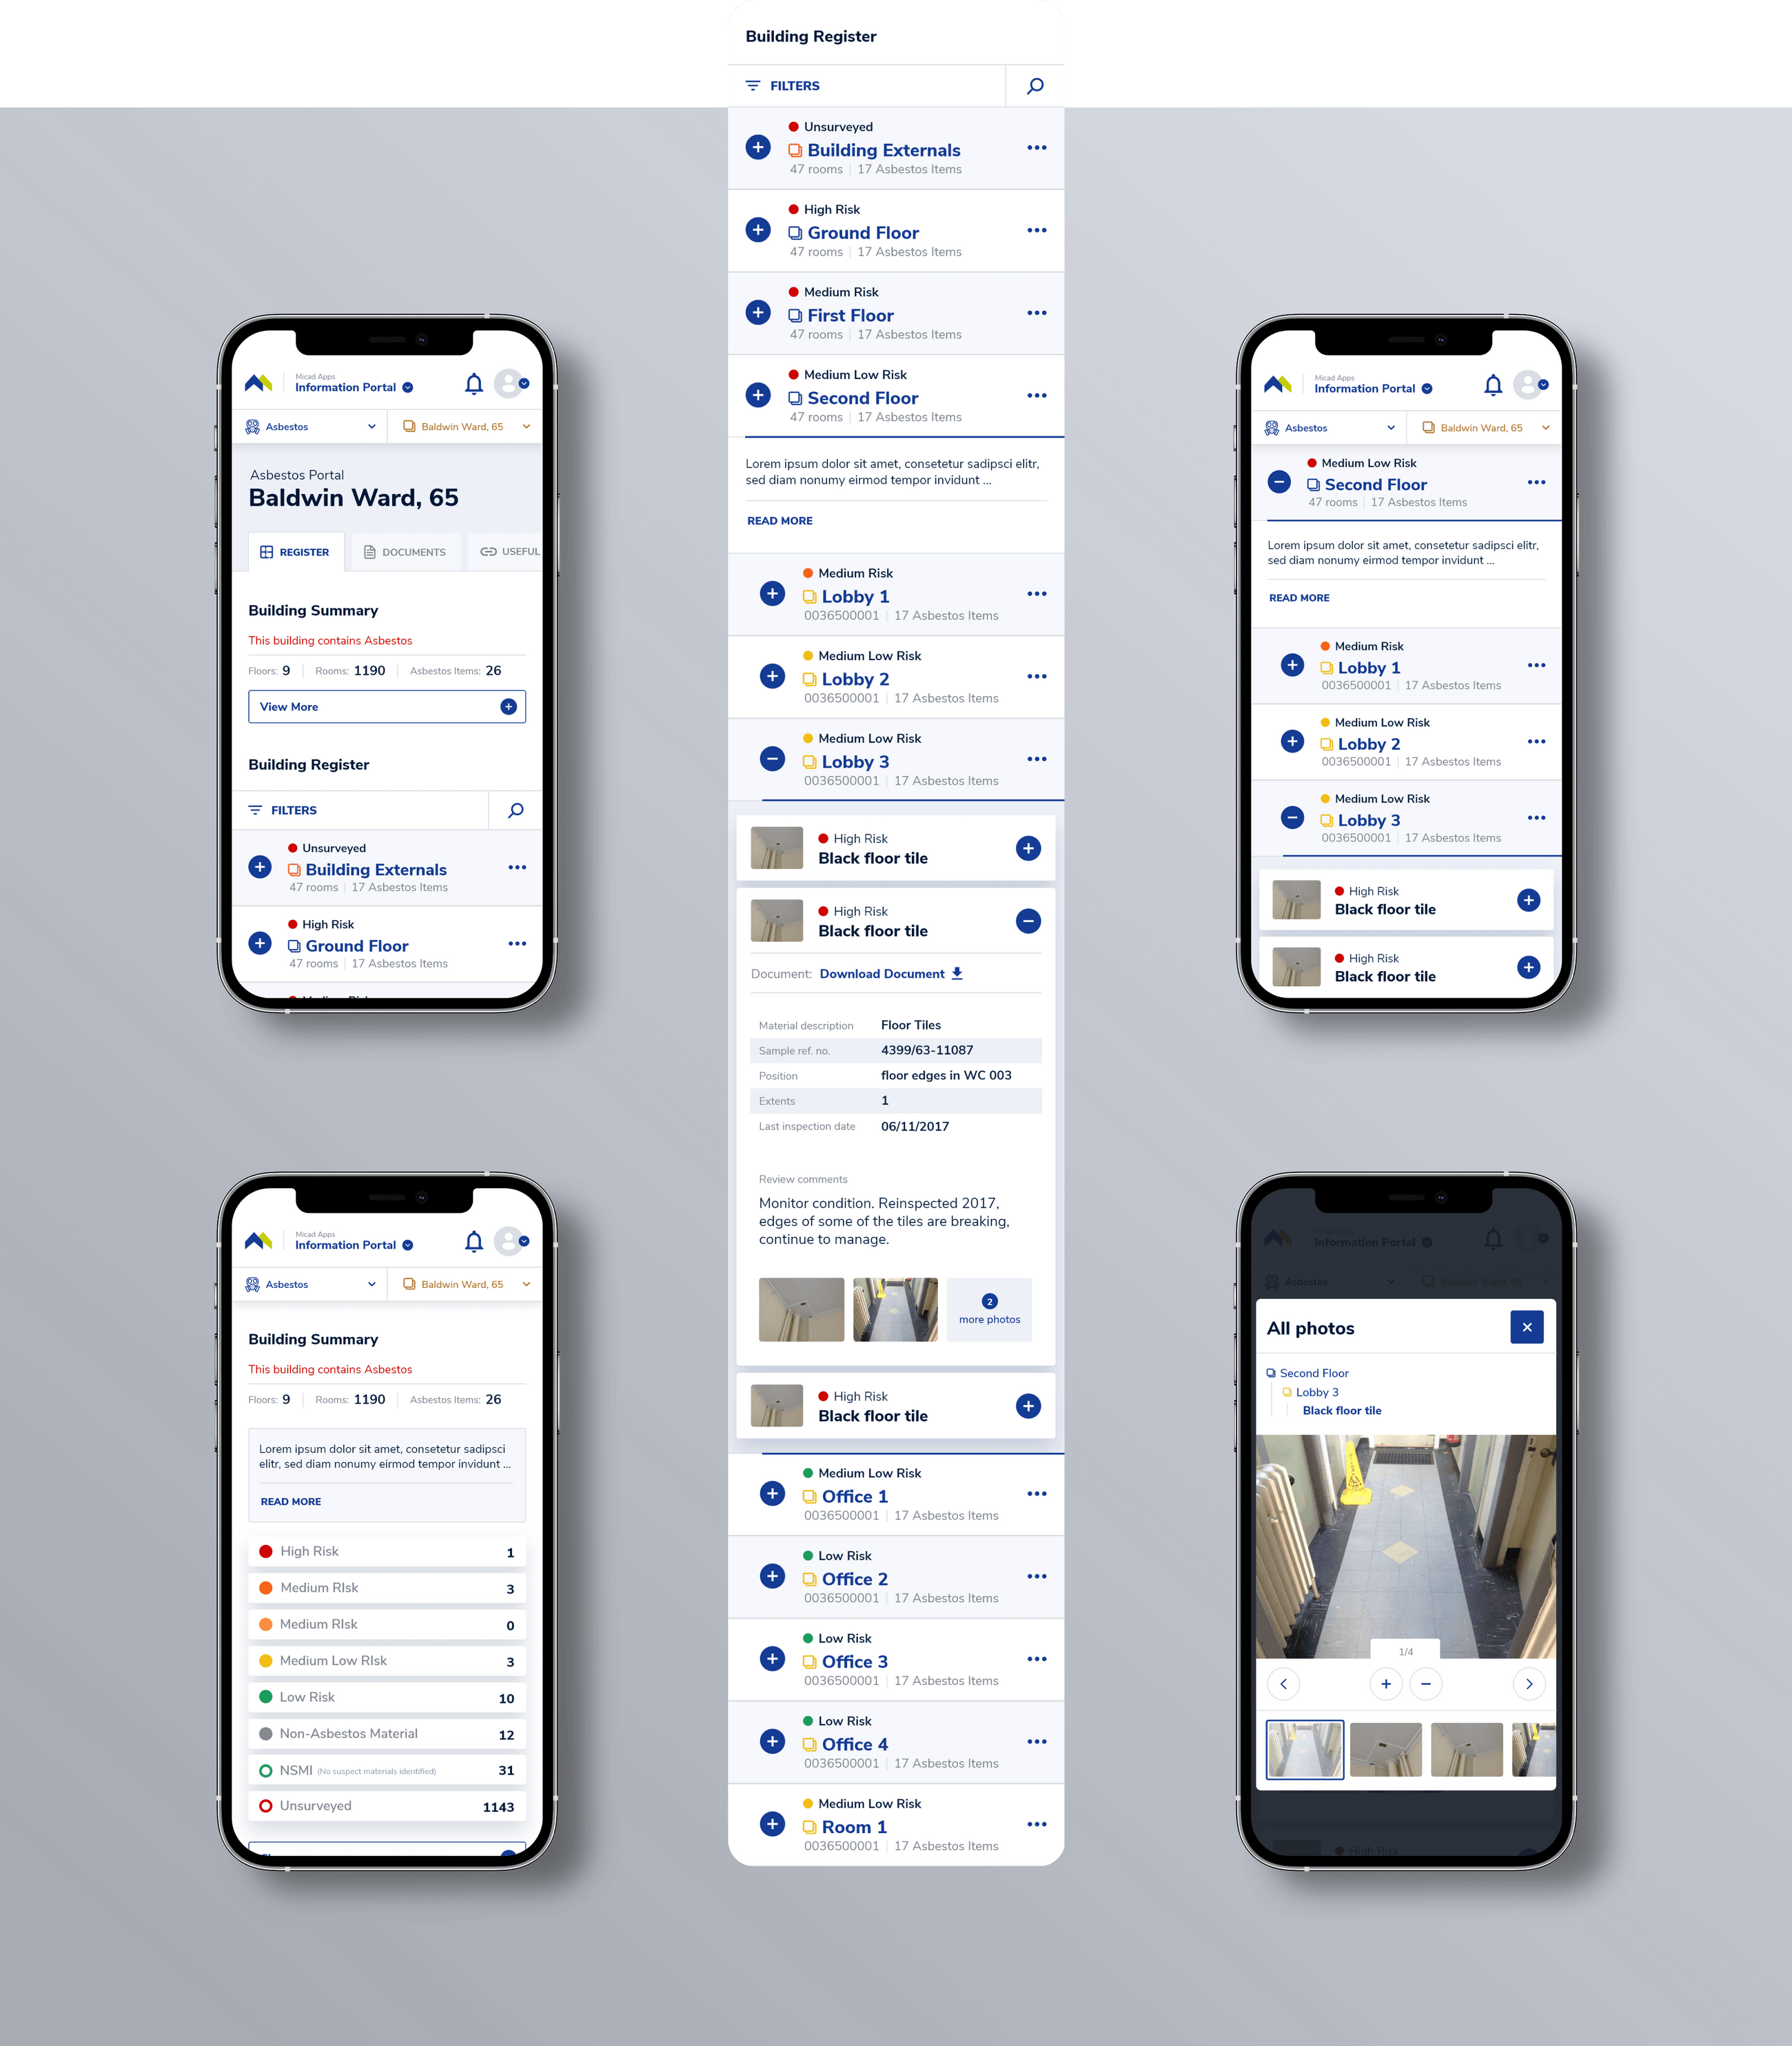 Building Register
FILTERS
Unsurveyed
Building Externals
47 rooms | 17 Asbestos Items
High Risk
Ground Floor
47 rooms | 17 Asbestos Items
Medium Risk
First Floor
47 rooms | 17 Asbestos Items
Medium Low Risk
Second Floor
47 rooms | 17 Asbestos Items
Lorem ipsum dolor sit amet, consetetur sadipsci elitr,
sed diam nonumy eirmod tempor invidunt ...
READ MORE
Medium Risk
Lobby 1
0036500001 | 17 Asbestos Items
Medium Low Risk
Lobby 2
0036500001 | 17 Asbestos Items
Medium Low Risk
Lobby 3
0036500001 | 17 Asbestos Items
High Risk
Black floor tile
High Risk
Black floor tile
Document: Download Document
Material description Floor Tiles
Sample ref. no. 4399/63-11087
Position floor edges in WC 003
Extents 1
Last inspection date 06/11/2017
Review comments
Monitor condition. Reinspected 2017,
edges of some of the tiles are breaking,
continue to manage.
2
more photos
High Risk
Black floor tile
Medium Low Risk
Office 1
0036500001 | 17 Asbestos Items
Low Risk
Office 2
0036500001 | 17 Asbestos Items
Low Risk
Office 3
0036500001 | 17 Asbestos Items
Low Risk
Office 4
0036500001 | 17 Asbestos Items
Medium Low Risk
Room 1
0036500001 | 17 Asbestos Items
Micad Apps
Information Portal
Asbestos Baldwin Ward, 65
Asbestos Portal
Baldwin Ward, 65
REGISTER DOCUMENTS USEFUL
Building Summary
This building contains Asbestos
Floors: 9 Rooms: 1190 Asbestos Items: 26
View More
Building Register
FILTERS
Unsurveyed
Building Externals
47 rooms | 17 Asbestos Items
High Risk
Ground Floor
47 rooms | 17 Asbestos Items
Micad Apps
Information Portal
Asbestos Baldwin Ward, 65
Medium Low Risk
Second Floor
47 rooms | 17 Asbestos Items
Lorem ipsum dolor sit amet, consetetur sadipsci elitr,
sed diam nonumy eirmod tempor invidunt ...
READ MORE
Medium Risk
Lobby 1
0036500001 | 17 Asbestos Items
Medium Low Risk
Lobby 2
0036500001 | 17 Asbestos Items
Medium Low Risk
Lobby 3
0036500001 | 17 Asbestos Items
High Risk
Black floor tile
High Risk
Black floor tile
Micad Apps
Information Portal
Asbestos Baldwin Ward, 65
Building Summary
This building contains Asbestos
Floors: 9 Rooms: 1190 Asbestos Items: 26
Lorem ipsum dolor sit amet, consetetur sadipsci
elitr, sed diam nonumy eirmod tempor invidunt ...
READ MORE
High Risk 1
Medium RIsk 3
Medium RIsk 0
Medium Low RIsk 3
Low Risk 10
Non-Asbestos Material 12
NSMI (No suspect materials identified) 31
Unsurveyed 1143
Information Portal
Asbestos Baldwin Ward, 65
All photos
Second Floor
Lobby 3
Black floor tile
1/4
High Risk